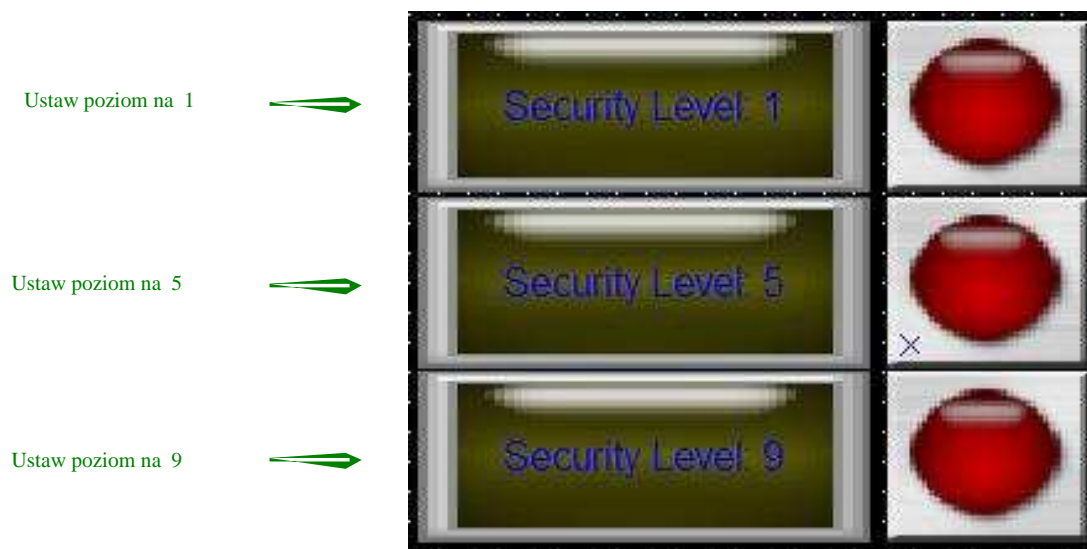 Ustaw poziom na 1
Security Level: 1
Ustaw poziom na 5
Security Level: 5
Ustaw poziom na 9
Security Level: 9